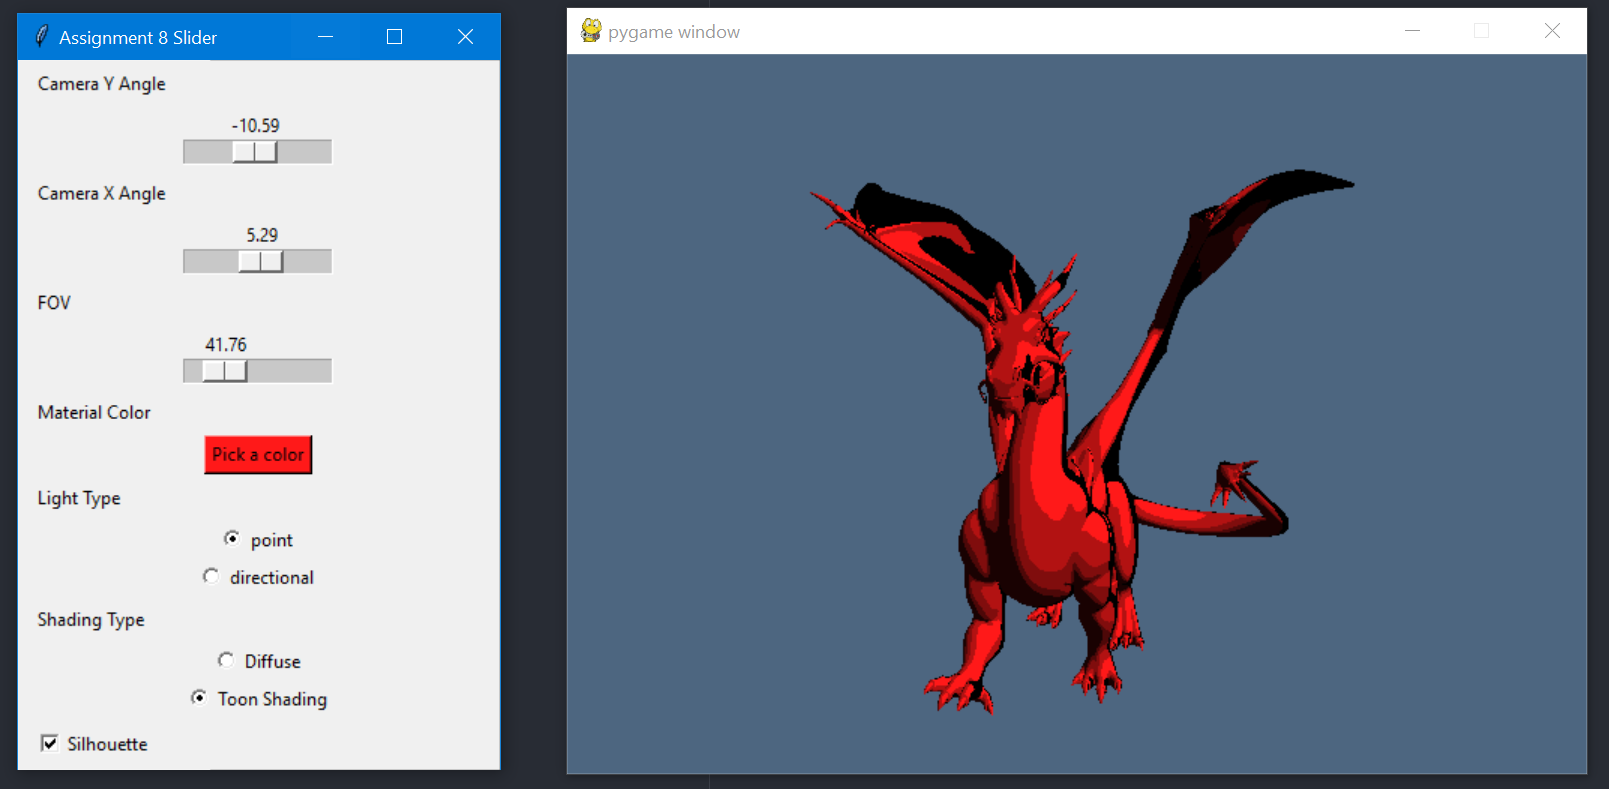 Assignment 8 Slider
Camera Y Angle
-10.59
Camera X Angle
5.29
FOV
41.76
Material Color
Pick a color
Light Type
point
directional
Shading Type
Diffuse
Toon Shading
Silhouette
pygame window